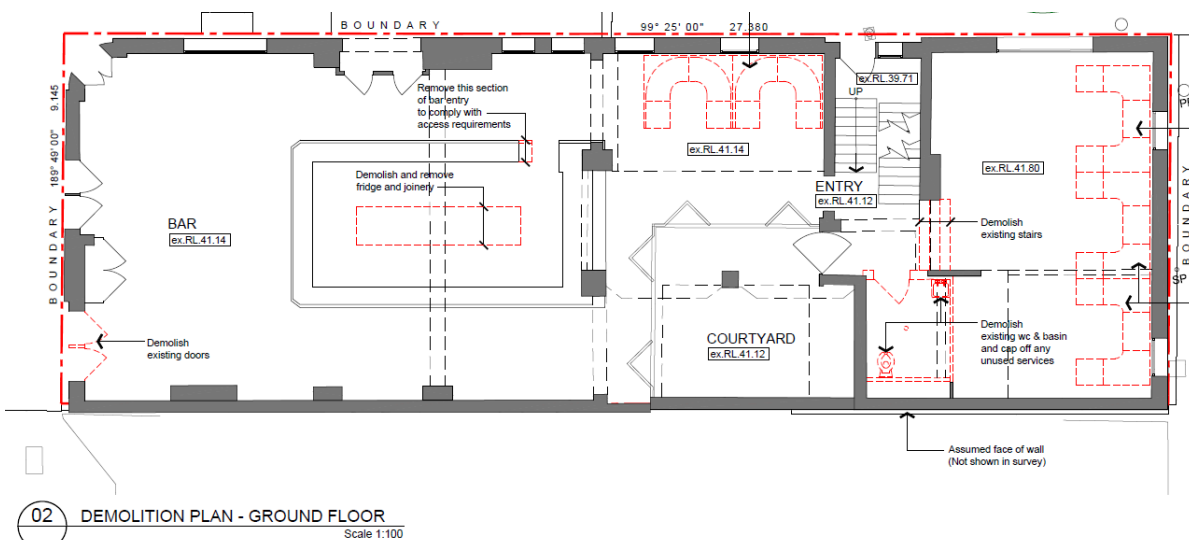 BOUNDARY
99° 25' 00" 27.380
ex.RL.39.71
UP
Remove this section
of bar entry
to comply with
access requirements
9.145
189° 49' 00"
BOUNDARY
ex.RL.41.14
ex.RL.41.80
Demolish and remove
fridge and joinery
ENTRY
ex.RL.41.12
BAR
ex.RL.41.14
Demolish
existing stairs
BOUNDARY
SP
Demolish
existing doors
COURTYARD
ex.RL.41.12
Demolish
existing wc & basin
and cap off any
unused services
Assumed face of wall
(Not shown in survey)
02 DEMOLITION PLAN - GROUND FLOOR
Scale 1:100